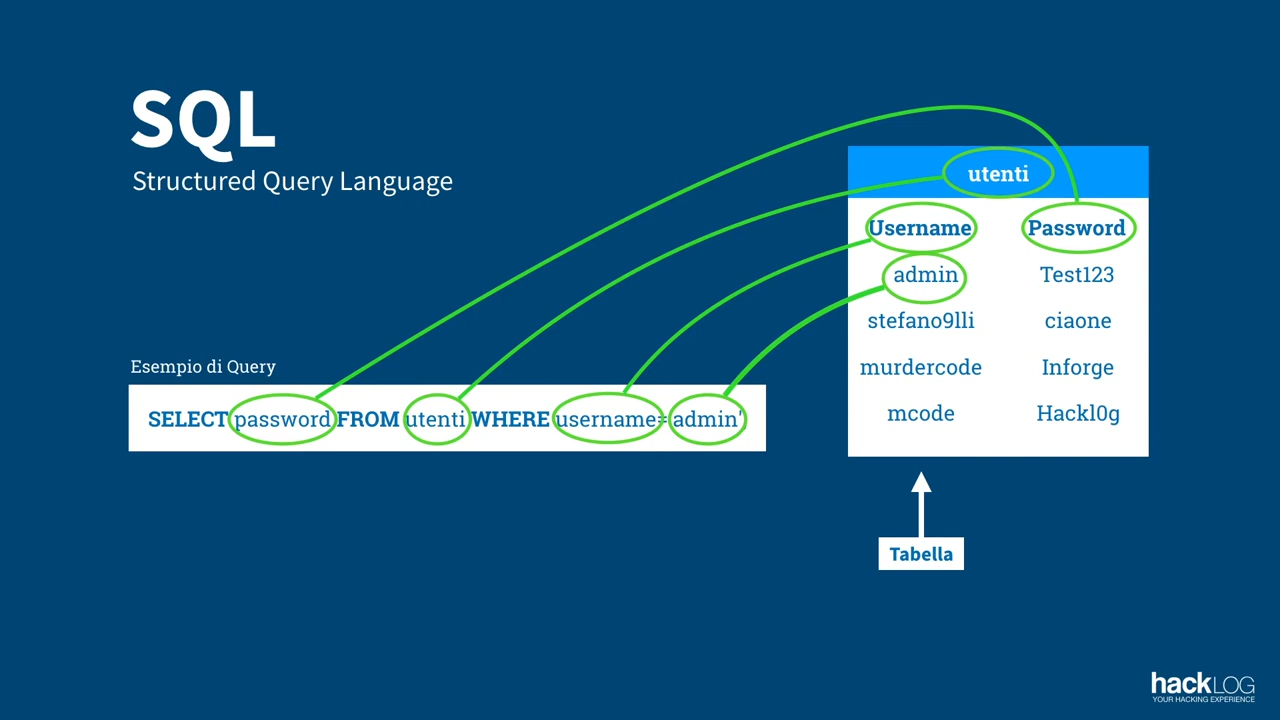 SQL
Structured Query Language
Esempio di Query
SELECT password FROM utenti WHERE username='admin';
utenti
Username Password
admin Test123
stefano9lli ciaone
murdercode Inforge
mcode Hackl0g
Tabella
hackLOG
YOUR HACKING EXPERIENCE